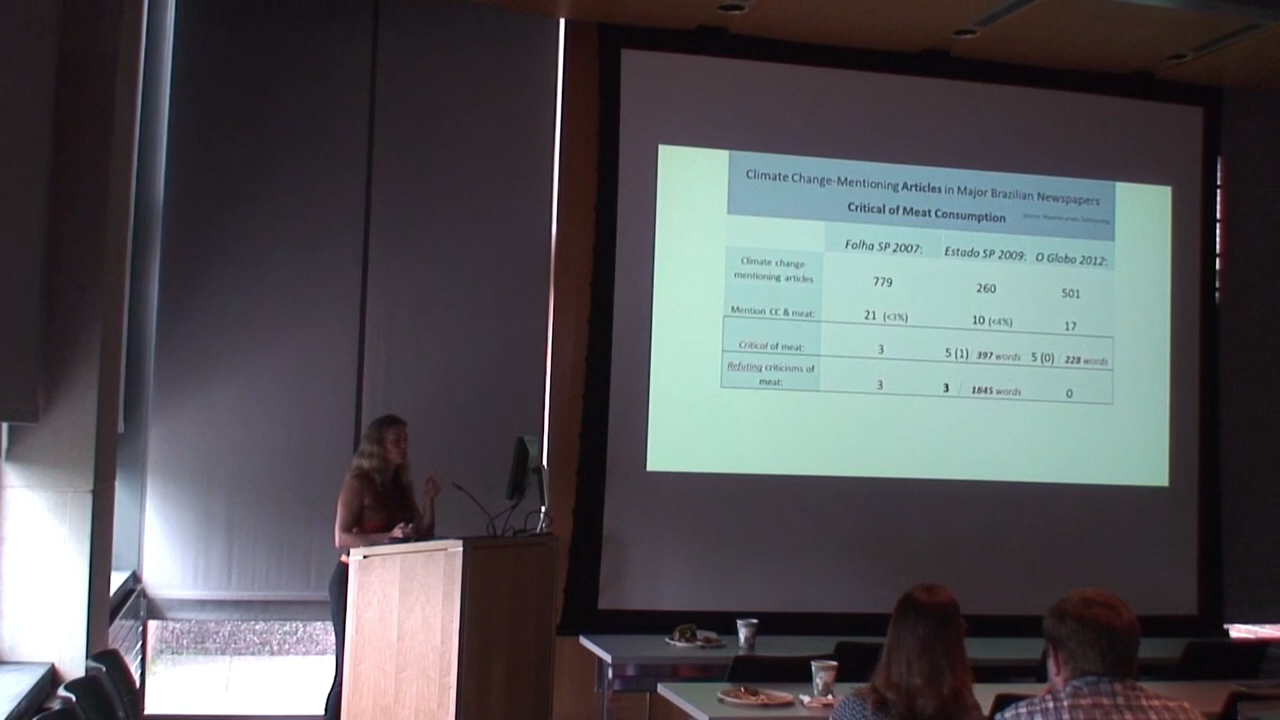 Climate Change-Mentioning Articles in Major Brazilian Newspapers
Critical of Meat Consumption
Folha SP 2007: Estado SP 2009: O Globo 2012:
Climate change
mentioning articles 779 260 501
Mention CC & meat: 21 (<3%) 10 (<4%) 17
Critical of meat: 3 5 (1) / 397 words 5 (0) / 228 words
Refuting criticisms of
meat: 3 3 / 1845 words 0